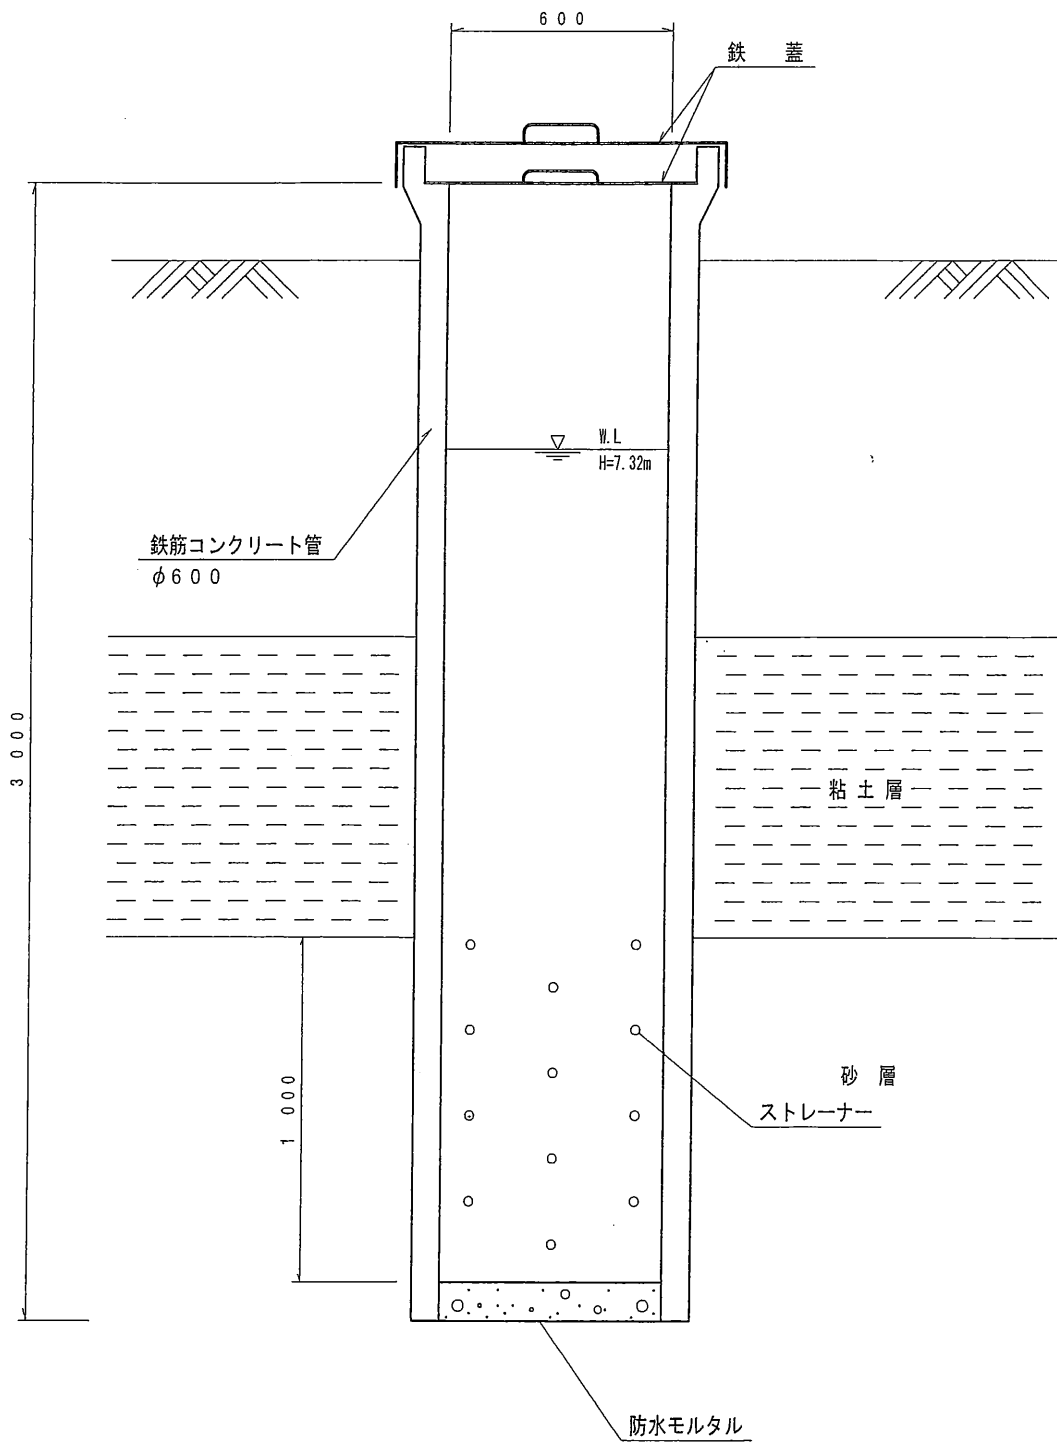 600
鉄 蓋
W.L
H=7.32m
鉄筋コンクリート管
φ600
3000
粘土層
1000
砂層
ストレーナー
防水モルタル